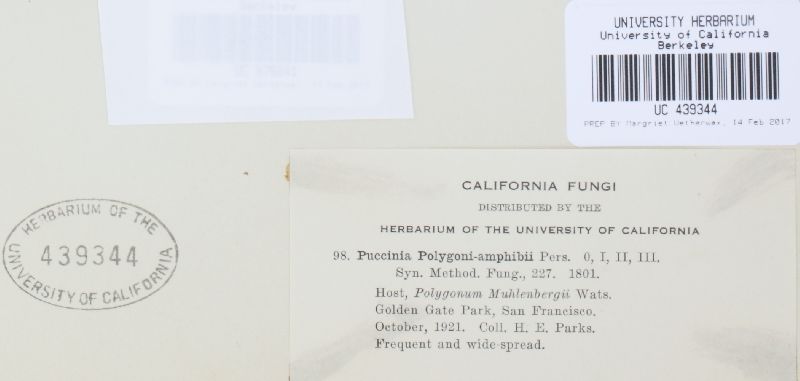 UNIVERSITY HERBARIUM
University of California
Berkeley
UC 439344
PREP BY Margriet Wetherwax, 14 Feb 2017
HERBARIUM OF THE
439344
UNIVERSITY OF CALIFORNIA
CALIFORNIA FUNGI
DISTRIBUTED BY THE
HERBARIUM OF THE UNIVERSITY OF CALIFORNIA
98. Puccinia Polygoni-amphibii Pers. 0, I, II, III.
Syn. Method. Fung., 227. 1801.
Host, Polygonum Muhlenbergii Wats.
Golden Gate Park, San Francisco.
October, 1921. Coll. H. E. Parks.
Frequent and wide-spread.